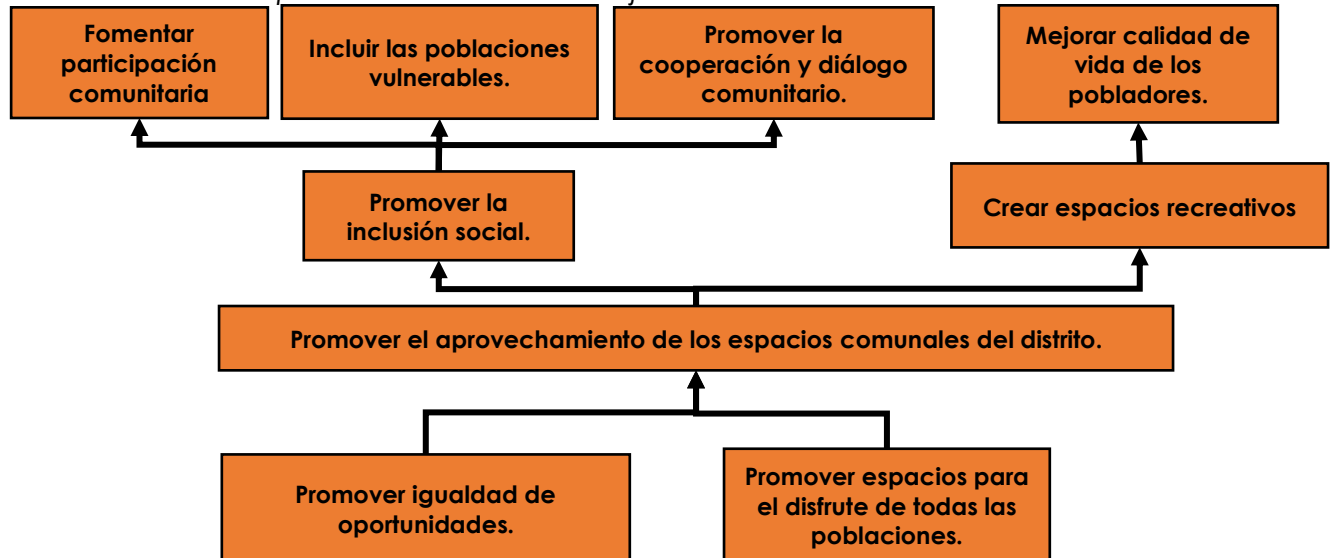 Fomentar
participación
comunitaria
Incluir las poblaciones
vulnerables.
Promover la
cooperación y diálogo
comunitario.
Mejorar calidad de
vida de los
pobladores.
Promover la
inclusión social.
Crear espacios recreativos
Promover el aprovechamiento de los espacios comunales del distrito.
Promover igualdad de
oportunidades.
Promover espacios para
el disfrute de todas las
poblaciones.